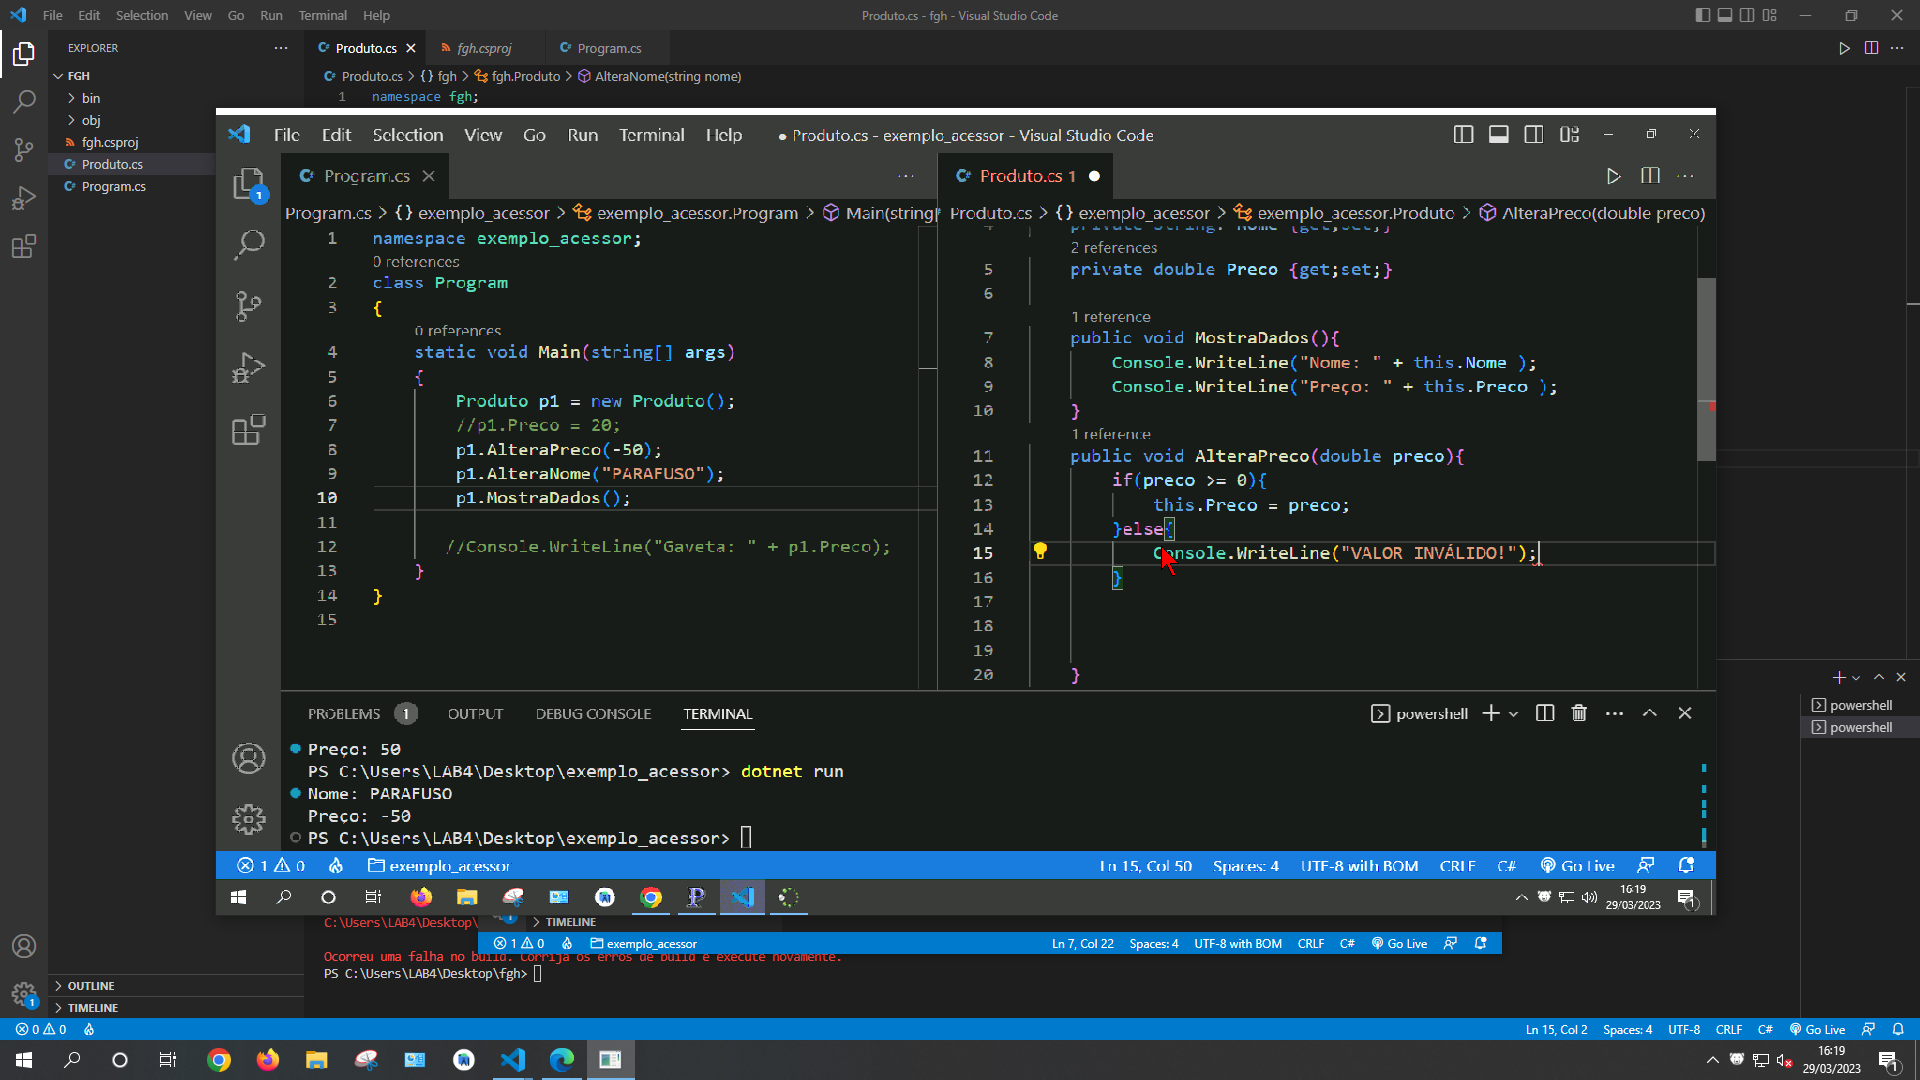 File Edit Selection View Go Run Terminal Help
Produto.cs - fgh - Visual Studio Code
EXPLORER
FGH
bin
obj
fgh.csproj
Produto.cs
Program.cs
OUTLINE
TIMELINE
Produto.cs
fgh.csproj
Program.cs
Produto.cs > {} fgh > fgh.Produto > AlteraNome(string nome)
1 namespace fgh;
File Edit Selection View Go Run Terminal Help
● Produto.cs - exemplo_acessor - Visual Studio Code
1
Program.cs
Program.cs > {} exemplo_acessor > exemplo_acessor.Program > Main(string[
1 namespace exemplo_acessor;
0 references
2 class Program
3 {
0 references
4 static void Main(string[] args)
5 {
6 Produto p1 = new Produto();
7 //p1.Preco = 20;
8 p1.AlteraPreco(-50);
9 p1.AlteraNome("PARAFUSO");
10 p1.MostraDados();
11
12 //Console.WriteLine("Gaveta: " + p1.Preco);
13 }
14 }
15
Produto.cs 1
Produto.cs > {} exemplo_acessor > exemplo_acessor.Produto > AlteraPreco(double preco)
2 references
5 private double Preco {get;set;}
6
1 reference
7 public void MostraDados(){
8 Console.WriteLine("Nome: " + this.Nome );
9 Console.WriteLine("Preço: " + this.Preco );
10 }
1 reference
11 public void AlteraPreco(double preco){
12 if(preco >= 0){
13 this.Preco = preco;
14 }else{
15 Console.WriteLine("VALOR INVÁLIDO!");
16 }
17
18
19
20 }
PROBLEMS 1 OUTPUT DEBUG CONSOLE TERMINAL
powershell
Preço: 50
PS C:\Users\LAB4\Desktop\exemplo_acessor> dotnet run
Nome: PARAFUSO
Preço: -50
PS C:\Users\LAB4\Desktop\exemplo_acessor>
1 0 exemplo_acessor
Ln 15, Col 50 Spaces: 4 UTF-8 with BOM CRLF C# Go Live
16:19
29/03/2023
1
powershell
powershell
C:\Users\LAB4\Desktop\
TIMELINE
1 0 exemplo_acessor
Ln 7, Col 22 Spaces: 4 UTF-8 with BOM CRLF C# Go Live
Ocorreu uma falha no build. Corrija os erros de build e execute novamente.
PS C:\Users\LAB4\Desktop\fgh>
1
0 0
Ln 15, Col 2 Spaces: 4 UTF-8 CRLF C# Go Live
16:19
29/03/2023
1